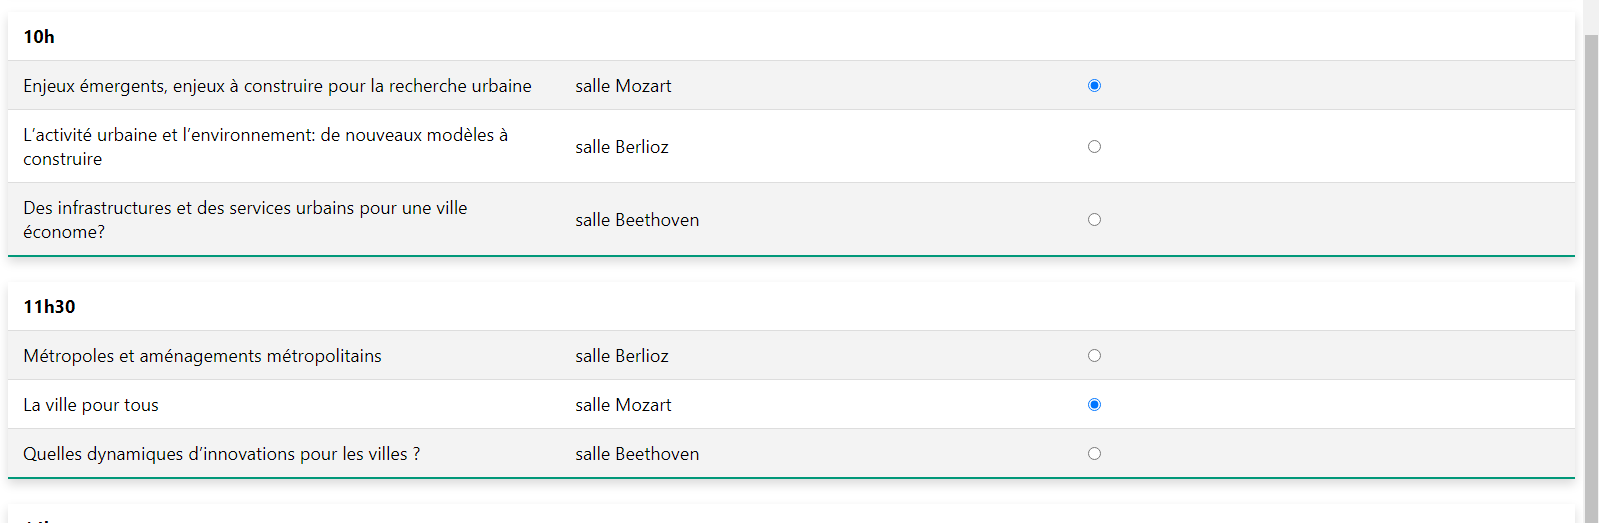 10h
Enjeux émergents, enjeux à construire pour la recherche urbaine salle Mozart
L’activité urbaine et l’environnement: de nouveaux modèles à
construire
salle Berlioz
Des infrastructures et des services urbains pour une ville
économe?
salle Beethoven
11h30
Métropoles et aménagements métropolitains salle Berlioz
La ville pour tous salle Mozart
Quelles dynamiques d’innovations pour les villes ? salle Beethoven